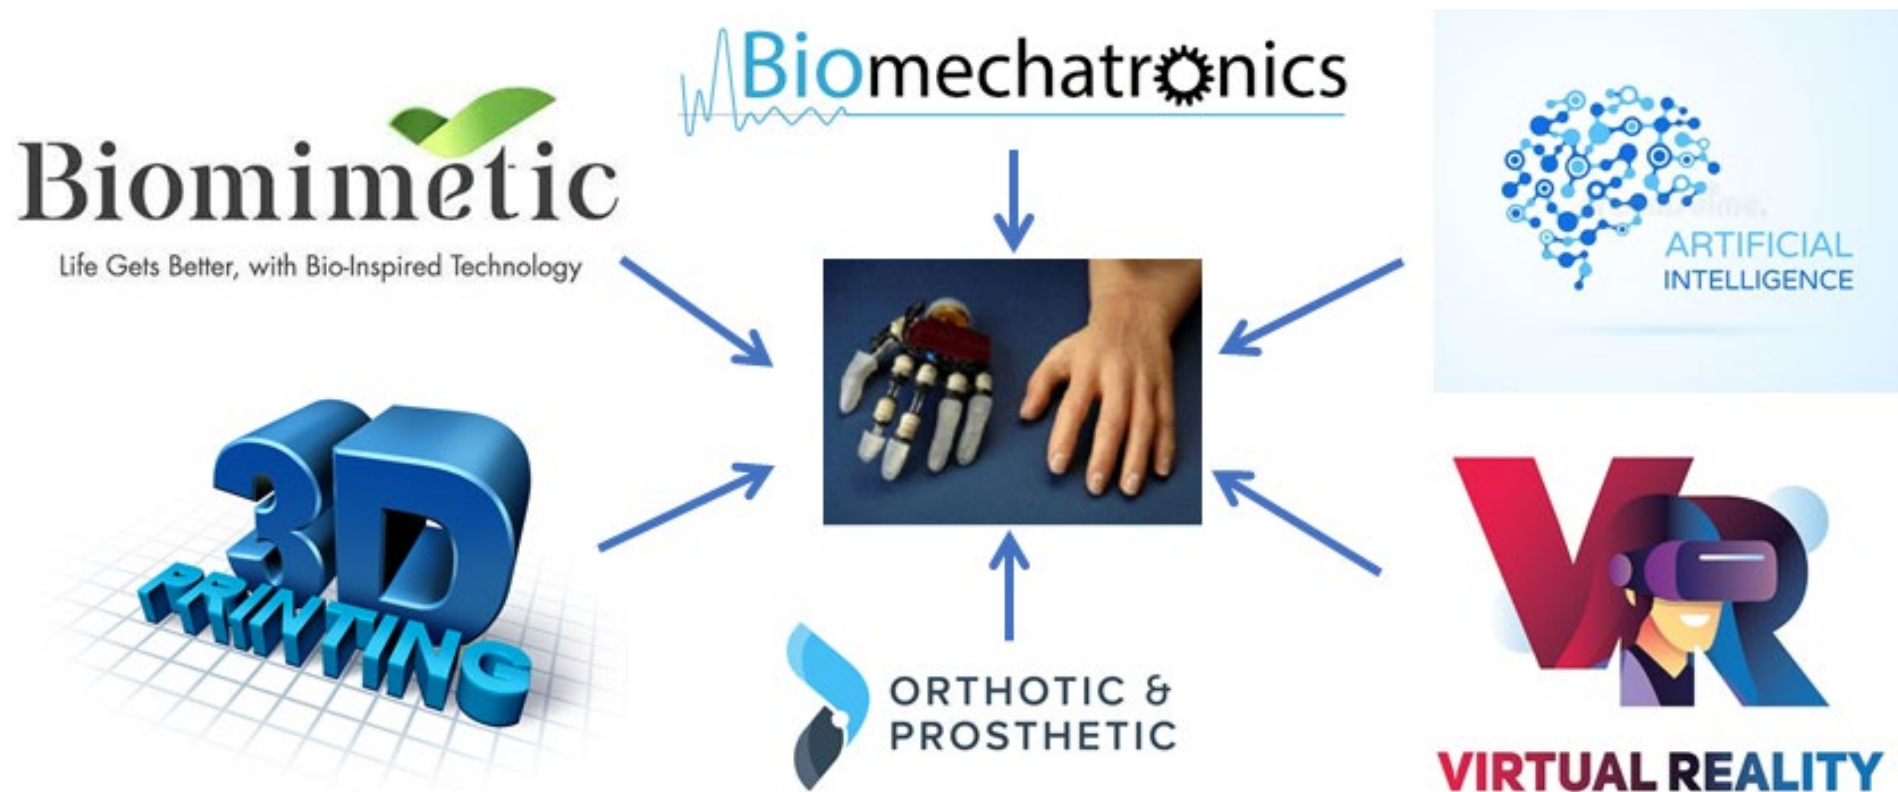 Biomechatronics
Biomimetic
Life Gets Better, with Bio-Inspired Technology
ARTIFICIAL
INTELLIGENCE
3D
PRINTING
ORTHOTIC &
PROSTHETIC
VR
VIRTUAL REALITY